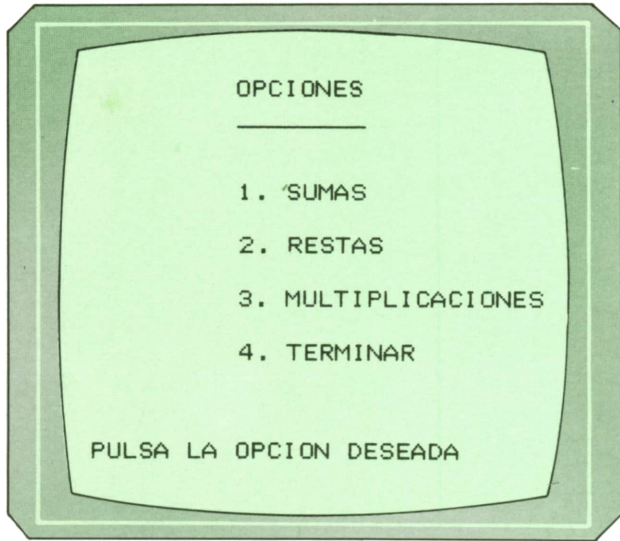 OPCIONES
1. SUMAS
2. RESTAS
3. MULTIPLICACIONES
4. TERMINAR
PULSA LA OPCION DESEADA